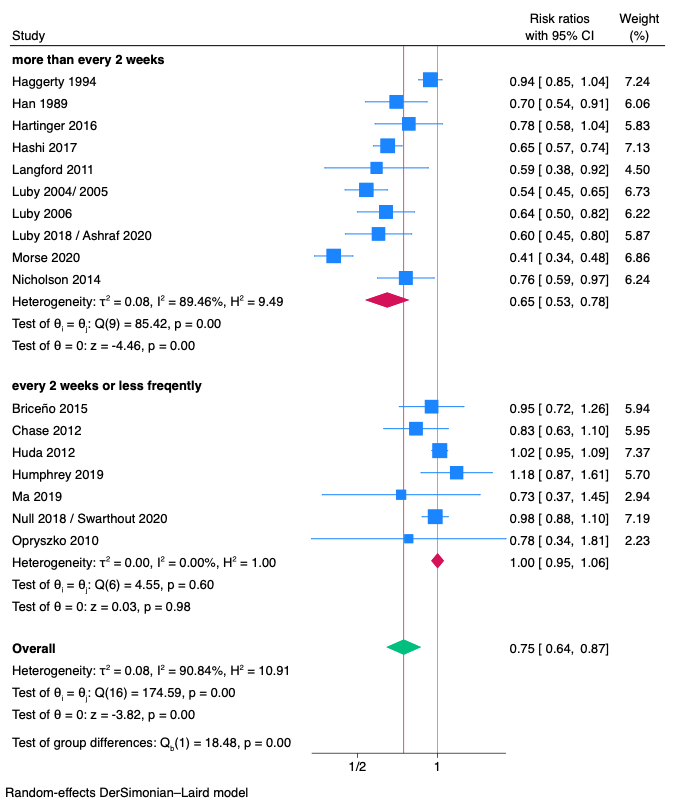 Risk ratios Weight
Study with 95% CI (%)
more than every 2 weeks
Haggerty 1994 0.94 [ 0.85, 1.04] 7.24
Han 1989 0.70 [ 0.54, 0.91] 6.06
Hartinger 2016 0.78 [ 0.58, 1.04] 5.83
Hashi 2017 0.65 [ 0.57, 0.74] 7.13
Langford 2011 0.59 [ 0.38, 0.92] 4.50
Luby 2004/ 2005 0.54 [ 0.45, 0.65] 6.73
Luby 2006 0.64 [ 0.50, 0.82] 6.22
Luby 2018 / Ashraf 2020 0.60 [ 0.45, 0.80] 5.87
Morse 2020 0.41 [ 0.34, 0.48] 6.86
Nicholson 2014 0.76 [ 0.59, 0.97] 6.24
Heterogeneity: τ² = 0.08, I² = 89.46%, H² = 9.49 0.65 [ 0.53, 0.78]
Test of θᵢ = θⱼ: Q(9) = 85.42, p = 0.00
Test of θ = 0: z = -4.46, p = 0.00
every 2 weeks or less freqently
Briceño 2015 0.95 [ 0.72, 1.26] 5.94
Chase 2012 0.83 [ 0.63, 1.10] 5.95
Huda 2012 1.02 [ 0.95, 1.09] 7.37
Humphrey 2019 1.18 [ 0.87, 1.61] 5.70
Ma 2019 0.73 [ 0.37, 1.45] 2.94
Null 2018 / Swarthout 2020 0.98 [ 0.88, 1.10] 7.19
Opryszko 2010 0.78 [ 0.34, 1.81] 2.23
Heterogeneity: τ² = 0.00, I² = 0.00%, H² = 1.00 1.00 [ 0.95, 1.06]
Test of θᵢ = θⱼ: Q(6) = 4.55, p = 0.60
Test of θ = 0: z = 0.03, p = 0.98
Overall 0.75 [ 0.64, 0.87]
Heterogeneity: τ² = 0.08, I² = 90.84%, H² = 10.91
Test of θᵢ = θⱼ: Q(16) = 174.59, p = 0.00
Test of θ = 0: z = -3.82, p = 0.00
Test of group differences: Q_b(1) = 18.48, p = 0.00
1/2 1
Random-effects DerSimonian–Laird model